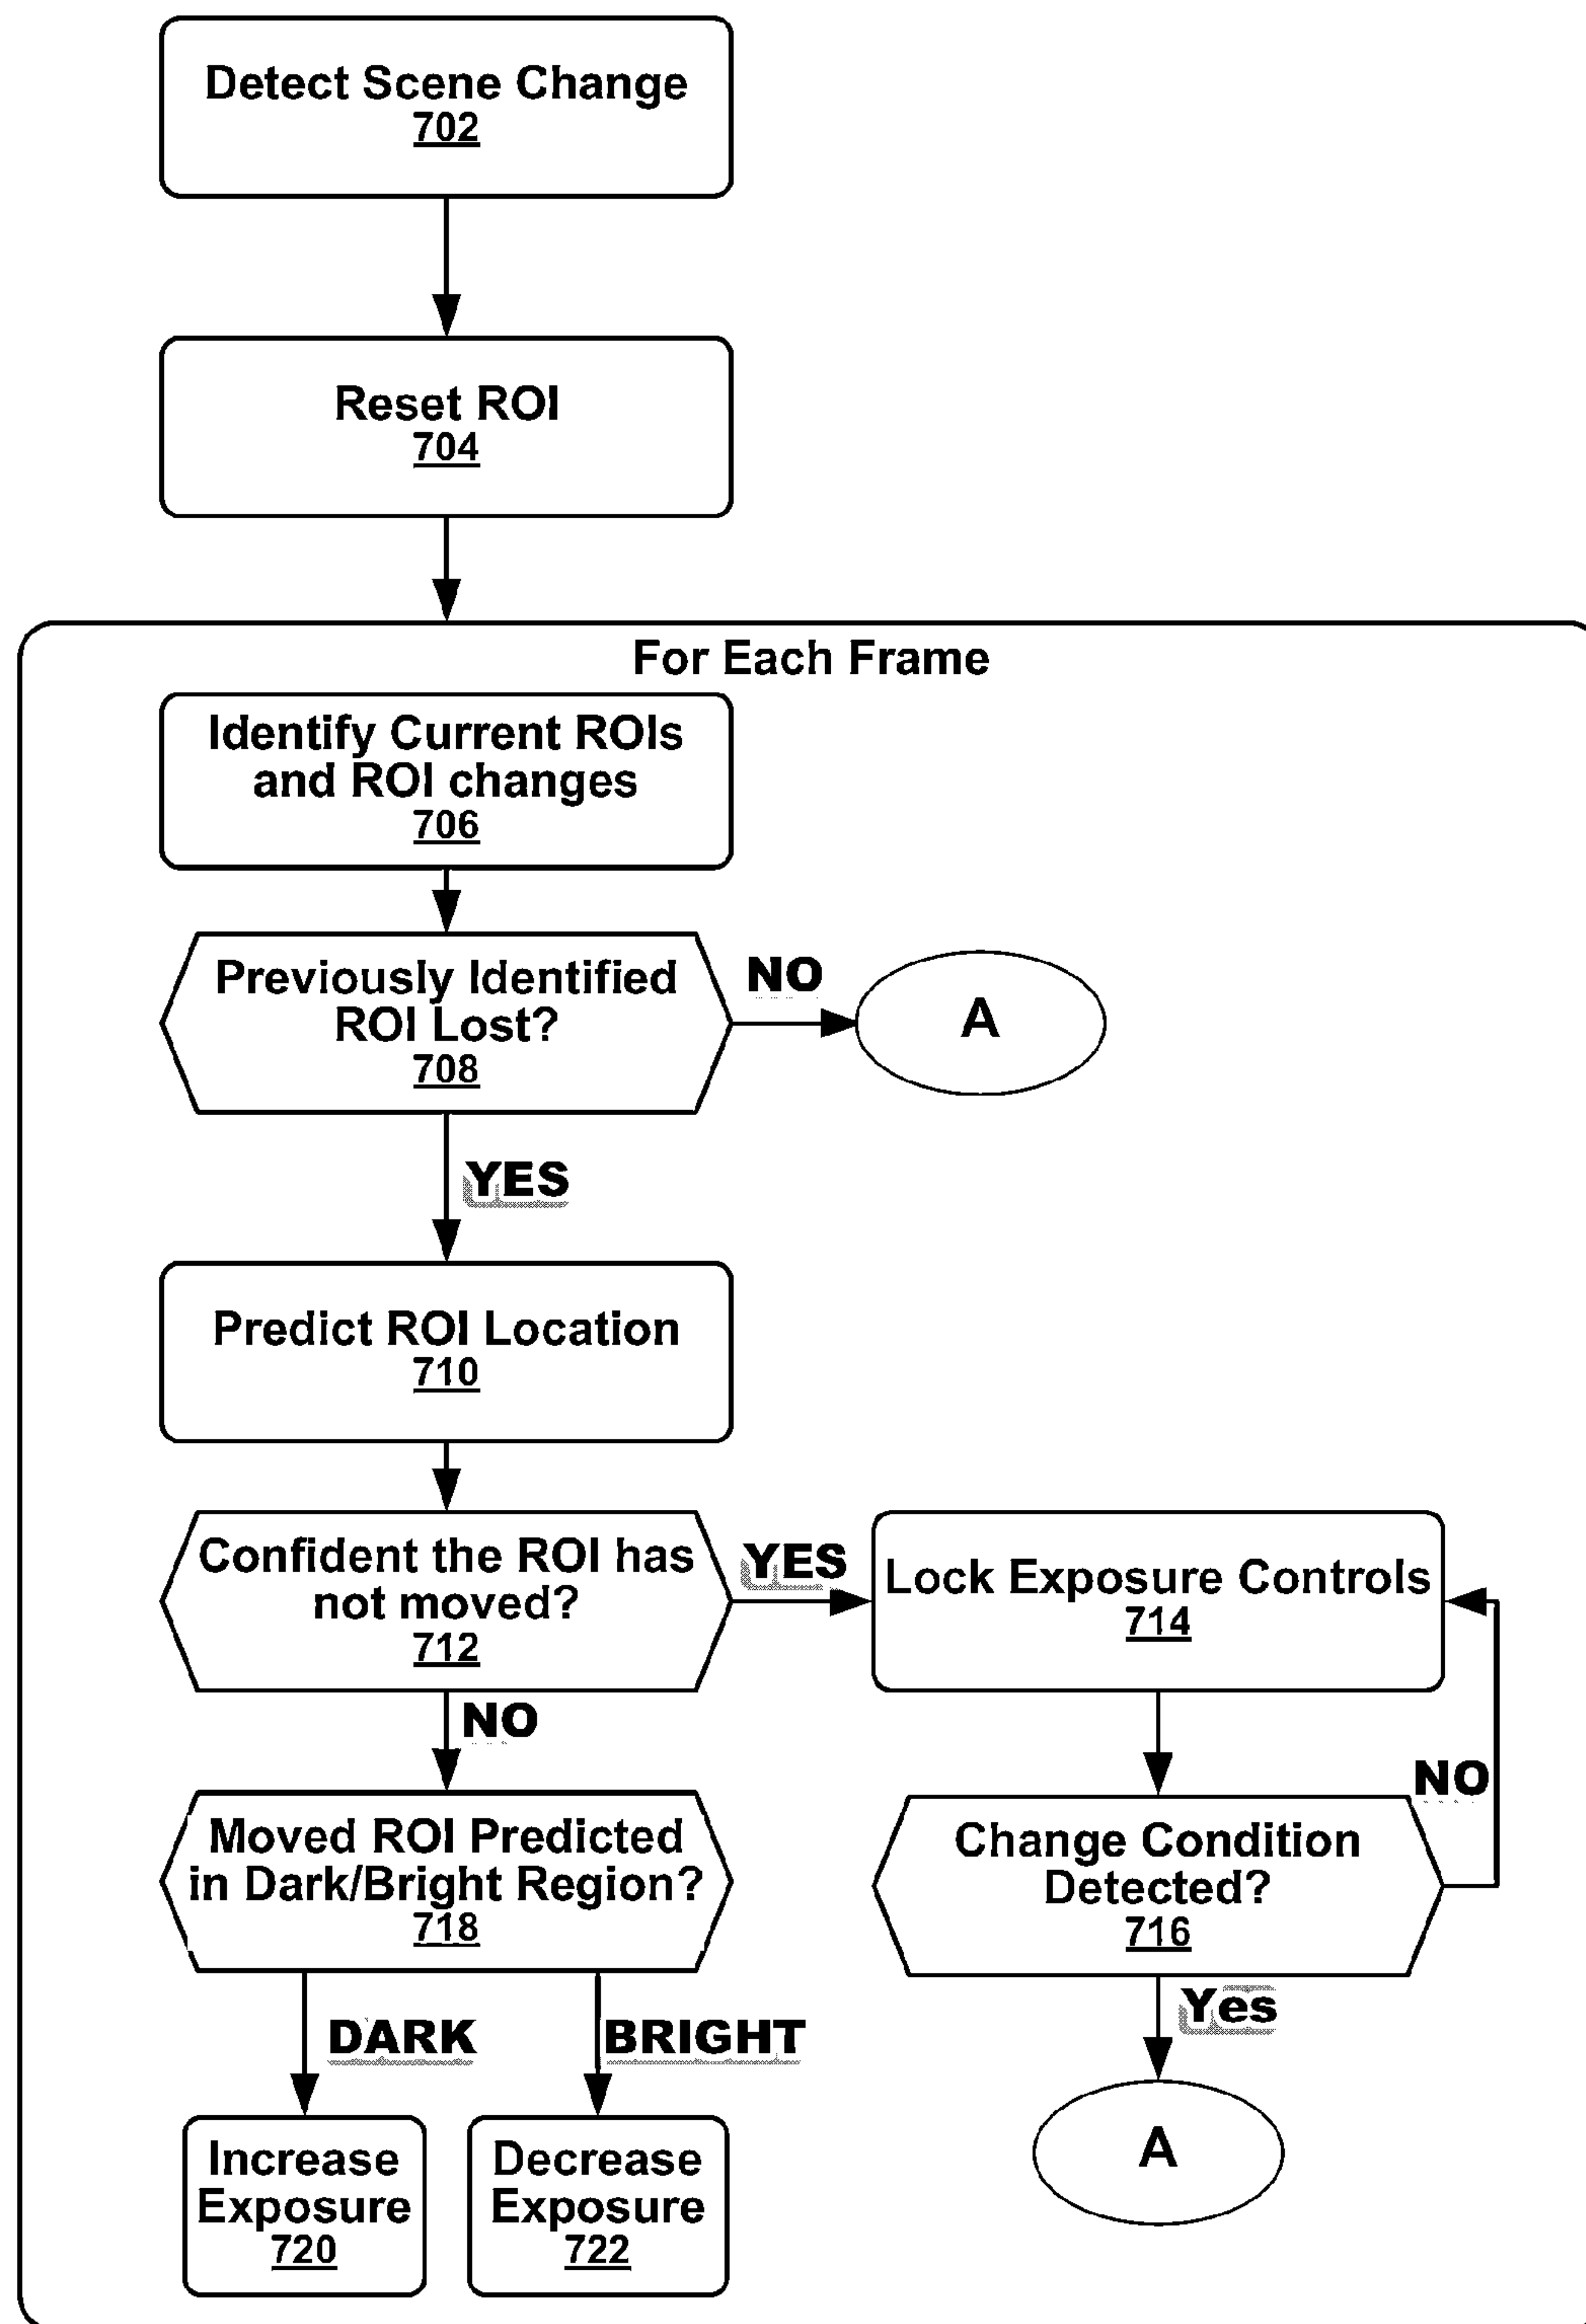 Detect Scene Change
702
Reset ROI
704
For Each Frame
Identify Current ROIs
and ROI changes
706
Previously Identified
ROI Lost?
708
NO
A
YES
Predict ROI Location
710
Confident the ROI has
not moved?
712
YES
Lock Exposure Controls
714
NO
NO
Moved ROI Predicted
in Dark/Bright Region?
718
Change Condition
Detected?
716
DARK
BRIGHT
Yes
Increase
Exposure
720
Decrease
Exposure
722
A